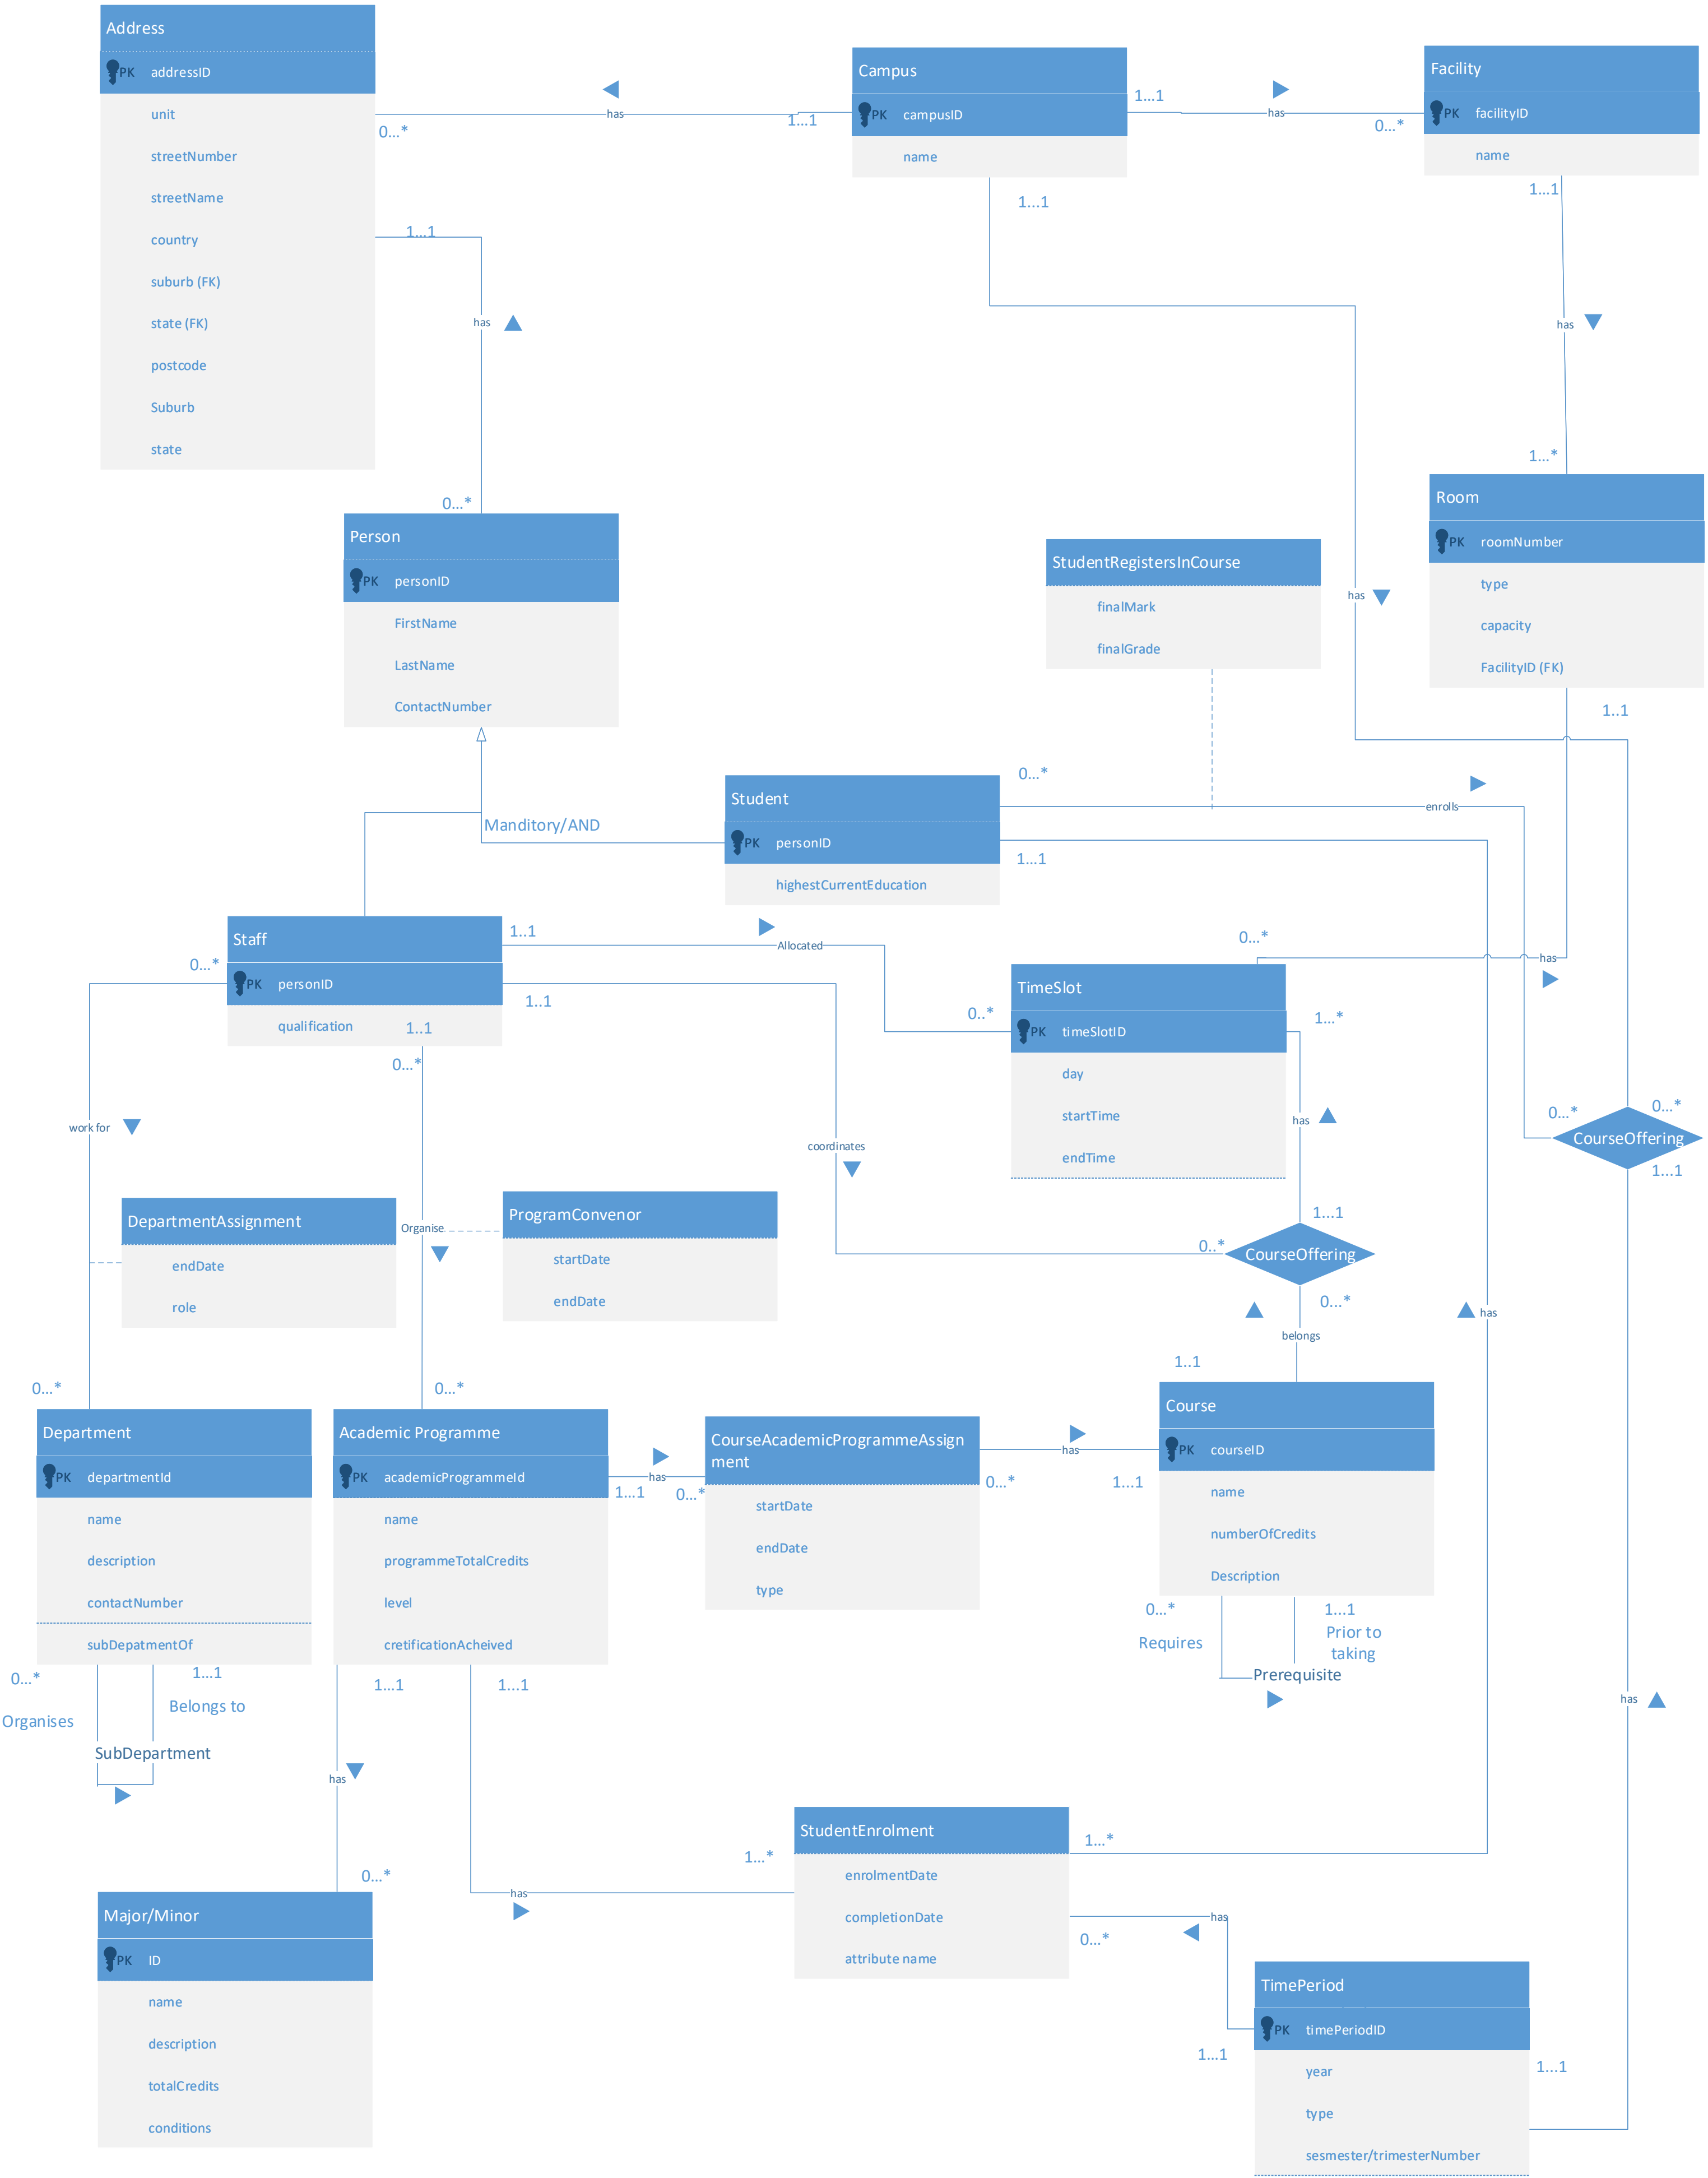 Address
PK addressID
unit
streetNumber
streetName
country
suburb (FK)
state (FK)
postcode
Suburb
state
0...*
has
1...1
Campus
PK campusID
name
1...1
has
0...*
Facility
PK facilityID
name
1...1
1...1
1...1
has
has
1...*
0...*
Person
PK personID
FirstName
LastName
ContactNumber
Room
PK roomNumber
type
capacity
FacilityID (FK)
1..1
StudentRegistersInCourse
finalMark
finalGrade
has
Manditory/AND
Student
PK personID
highestCurrentEducation
0...*
enrolls
1...1
Staff
PK personID
qualification
1..1
0...*
1..1
Allocated
0...*
has
1..1
0...*
0..*
TimeSlot
PK timeSlotID
day
startTime
endTime
1...*
has
1...1
work for
coordinates
0...*
0...*
CourseOffering
1...1
DepartmentAssignment
endDate
role
Organise
ProgramConvenor
startDate
endDate
0..*
CourseOffering
0...*
belongs
has
1..1
0...*
0...*
Department
PK departmentId
name
description
contactNumber
subDepatmentOf
Academic Programme
PK academicProgrammeId
name
programmeTotalCredits
level
cretificationAcheived
has
1...1
0...*
CourseAcademicProgrammeAssign
ment
startDate
endDate
type
has
0...*
1...1
Course
PK courseID
name
numberOfCredits
Description
0...*
Requires
1...1
Prior to
taking
Prerequisite
0...*
Organises
1...1
Belongs to
SubDepartment
1...1
1...1
has
has
has
0...*
1...*
StudentEnrolment
enrolmentDate
completionDate
attribute name
1...*
has
0...*
Major/Minor
PK ID
name
description
totalCredits
conditions
TimePeriod
PK timePeriodID
year
type
sesmester/trimesterNumber
1...1
1...1